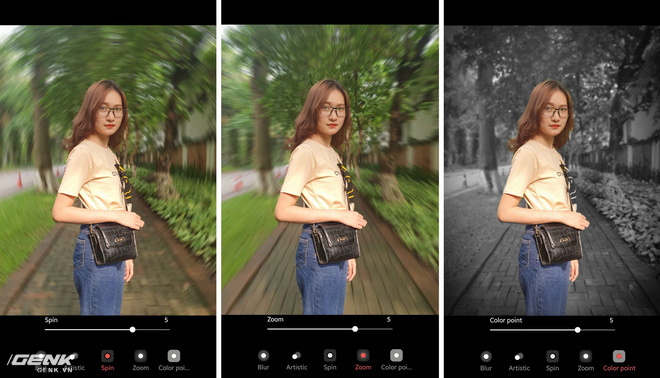 Spin 5
Zoom 5
Color point 5
Spin
Zoom
Color poi...
Blur
Artistic
Spin
Zoom
Color poi...
Blur
Artistic
Spin
Zoom
Color point
/GENK
GENK.VN